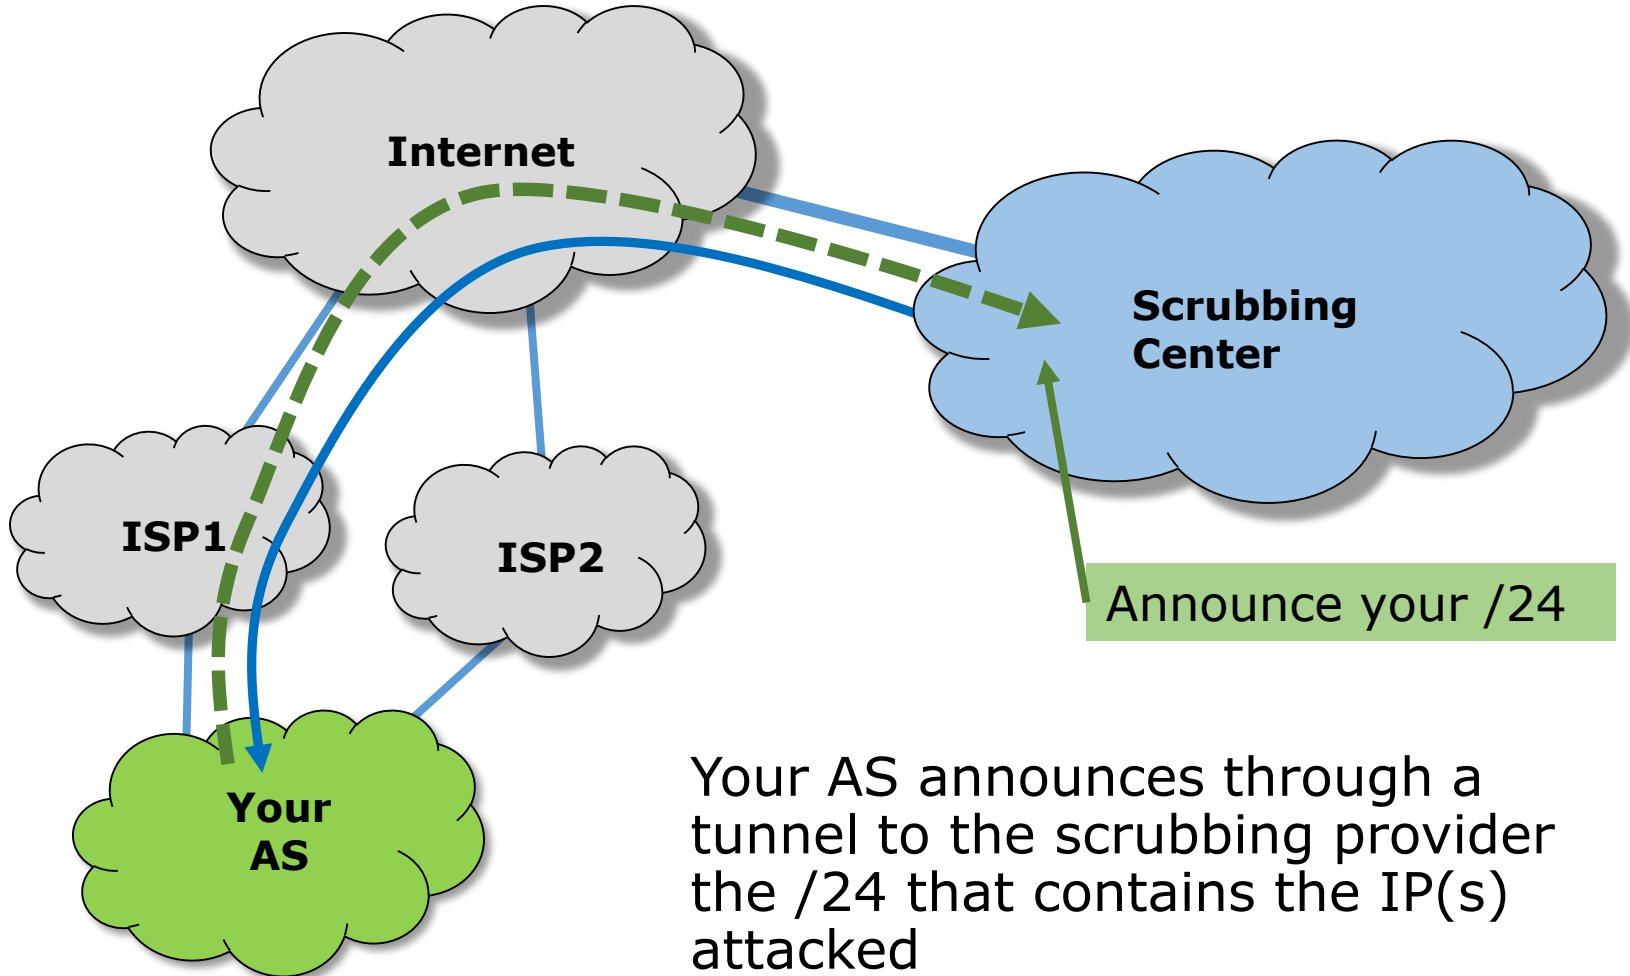 Internet
Scrubbing
Center
ISP1
ISP2
Announce your /24
Your
AS
Your AS announces through a
tunnel to the scrubbing provider
the /24 that contains the IP(s)
attacked